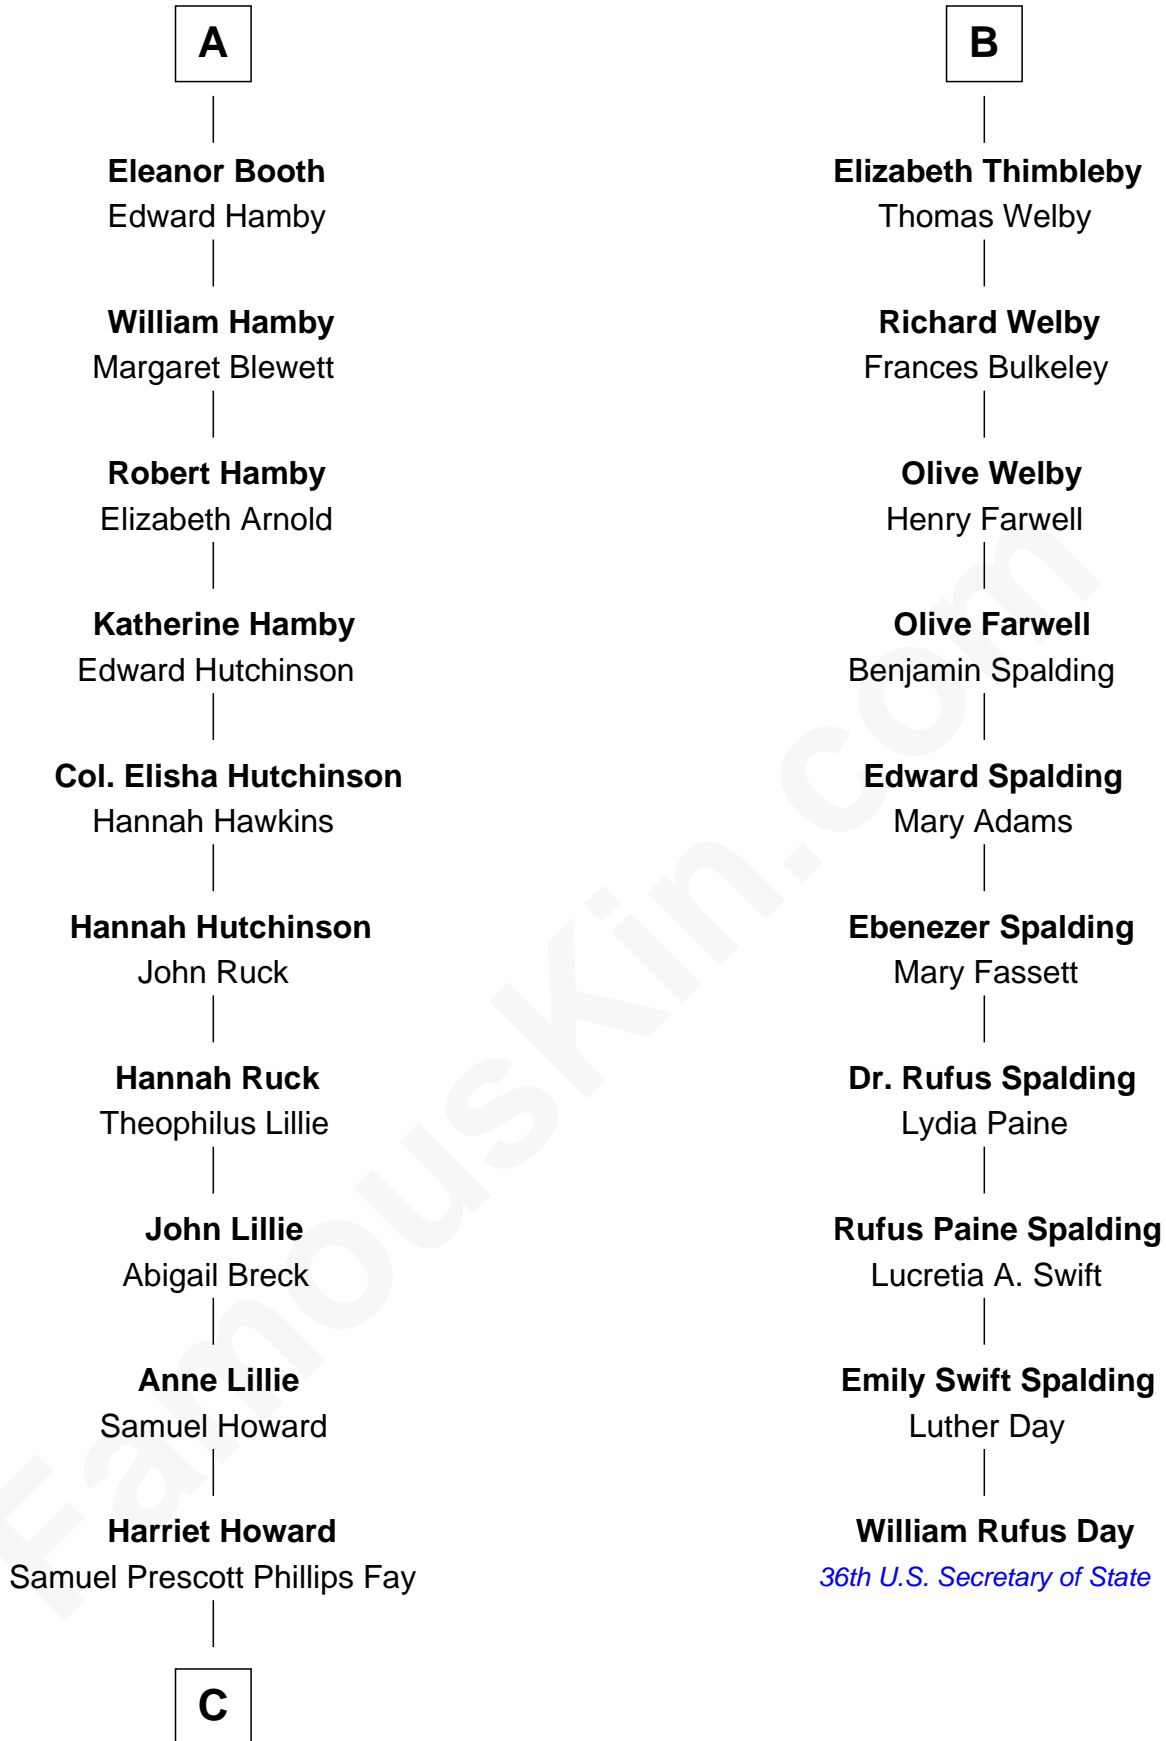 A
Eleanor Booth
Edward Hamby
William Hamby
Margaret Blewett
Robert Hamby
Elizabeth Arnold
Katherine Hamby
Edward Hutchinson
Col. Elisha Hutchinson
Hannah Hawkins
Hannah Hutchinson
John Ruck
Hannah Ruck
Theophilus Lillie
John Lillie
Abigail Breck
Anne Lillie
Samuel Howard
Harriet Howard
Samuel Prescott Phillips Fay
C
B
Elizabeth Thimbleby
Thomas Welby
Richard Welby
Frances Bulkeley
Olive Welby
Henry Farwell
Olive Farwell
Benjamin Spalding
Edward Spalding
Mary Adams
Ebenezer Spalding
Mary Fassett
Dr. Rufus Spalding
Lydia Paine
Rufus Paine Spalding
Lucretia A. Swift
Emily Swift Spalding
Luther Day
William Rufus Day
36th U.S. Secretary of State
FamousKin.com